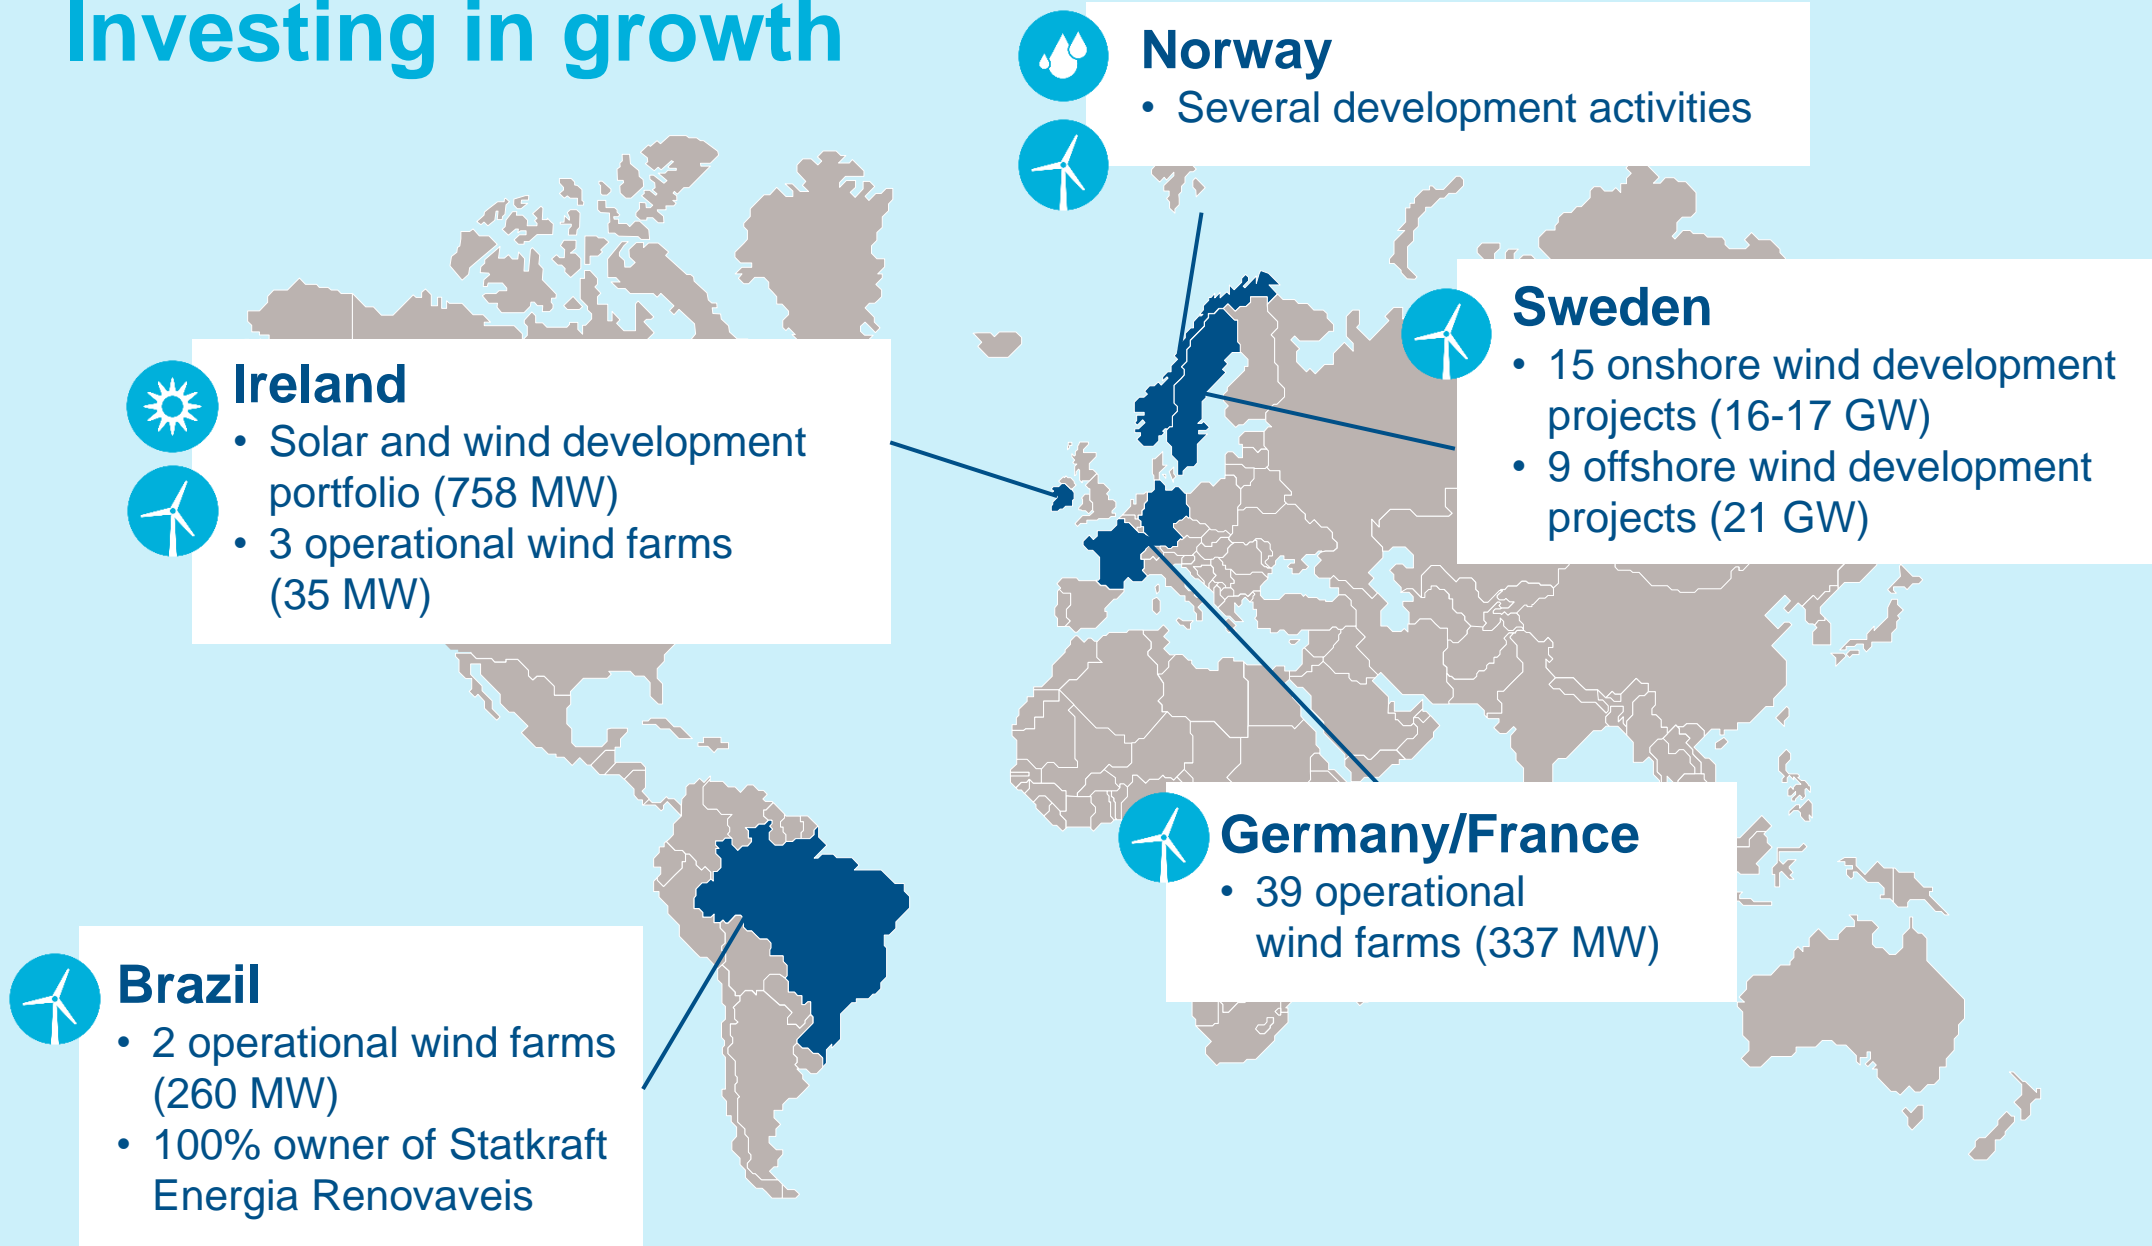 Investing in growth
Norway
• Several development activities
Sweden
• 15 onshore wind development
projects (16-17 GW)
• 9 offshore wind development
projects (21 GW)
Ireland
• Solar and wind development
portfolio (758 MW)
• 3 operational wind farms
(35 MW)
Germany/France
• 39 operational
wind farms (337 MW)
Brazil
• 2 operational wind farms
(260 MW)
• 100% owner of Statkraft
Energia Renovaveis